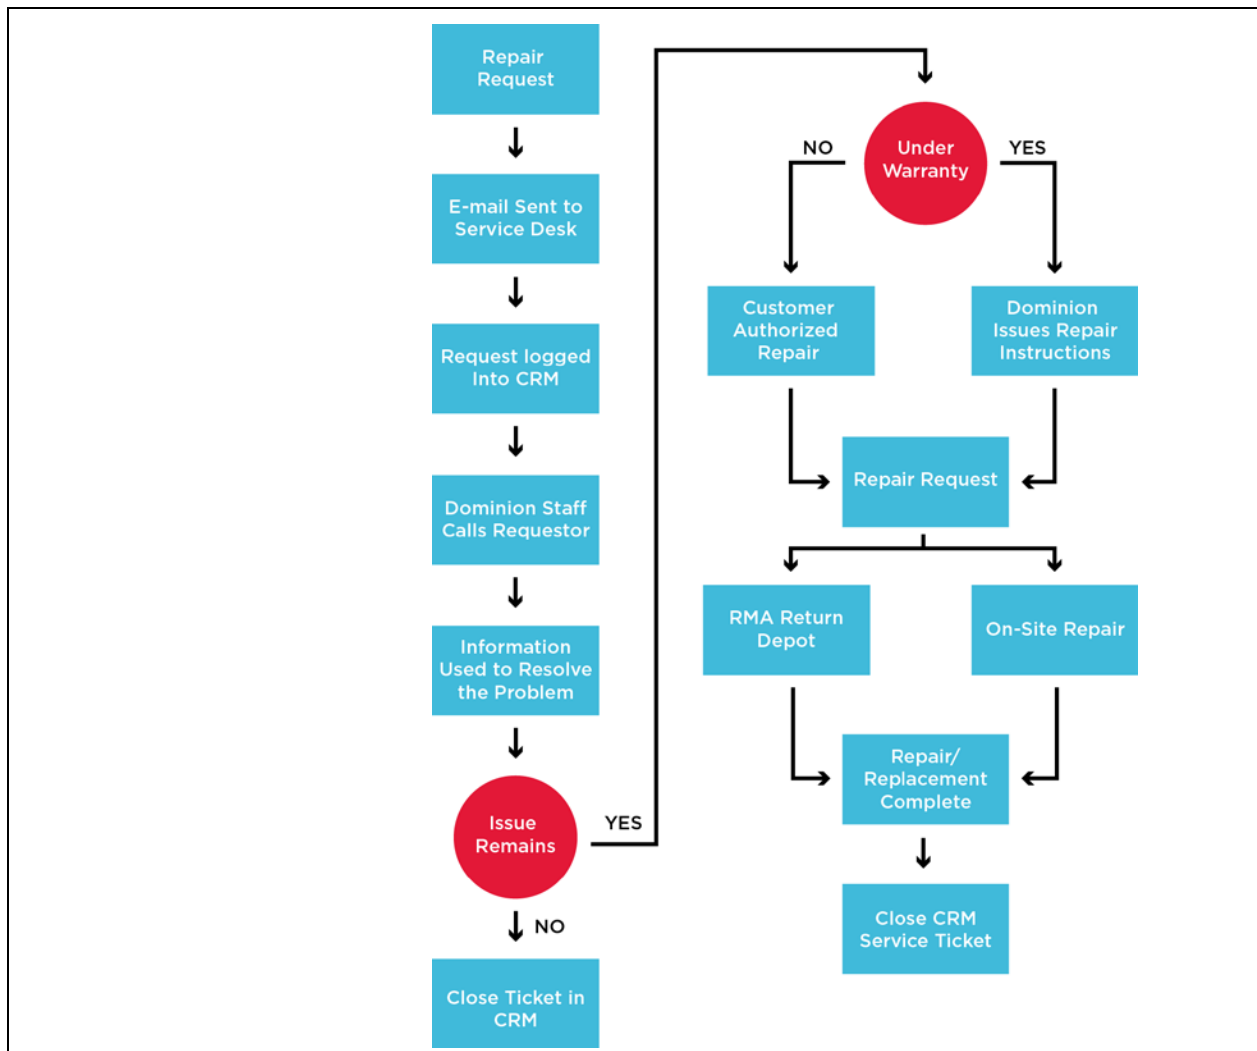 Repair
Request
E-mail Sent to
Service Desk
Request logged
Into CRM
Dominion Staff
Calls Requestor
Information
Used to Resolve
the Problem
Issue
Remains
YES
NO
Close Ticket in
CRM
Under
Warranty
NO
YES
Customer
Authorized
Repair
Dominion
Issues Repair
Instructions
Repair Request
RMA Return
Depot
On-Site Repair
Repair/
Replacement
Complete
Close CRM
Service Ticket